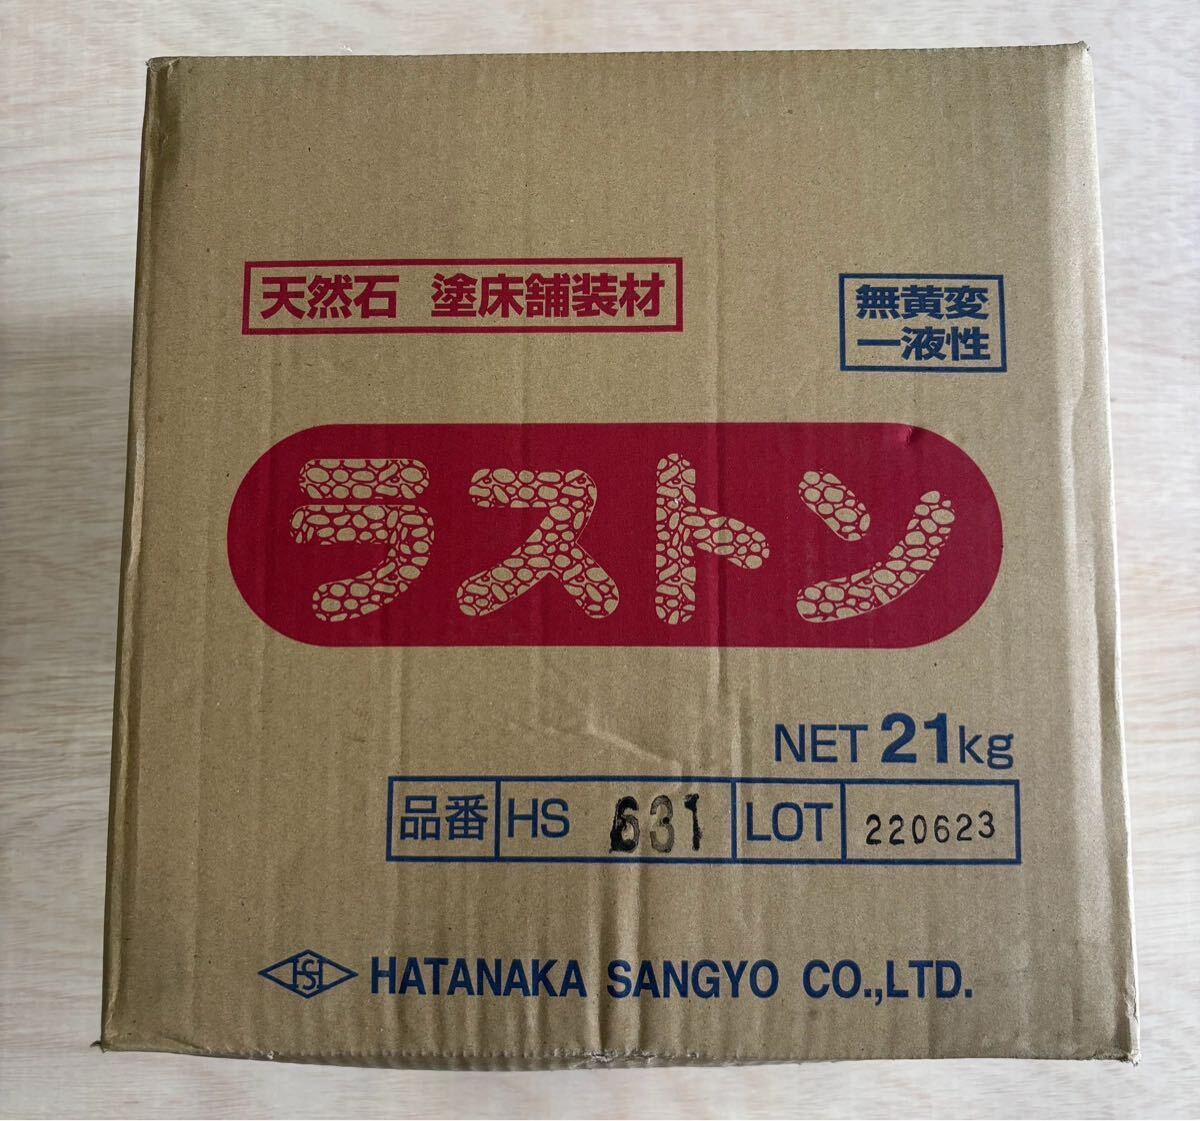 天然石 塗床舗装材
無黄変
一液性
ラストン
NET 21kg
品番 HS 631 LOT 220623
HSI HATANAKA SANGYO CO.,LTD.